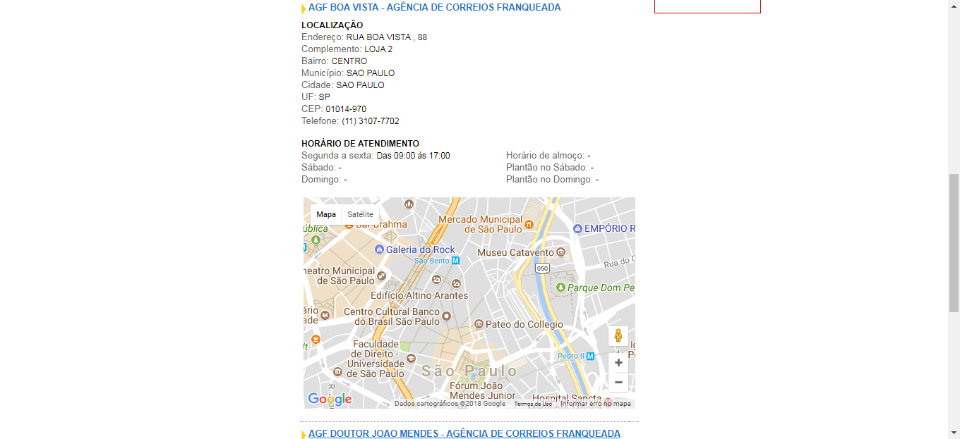 AGF BOA VISTA - AGÊNCIA DE CORREIOS FRANQUEADA
LOCALIZAÇÃO
Endereço: RUA BOA VISTA , 88
Complemento: LOJA 2
Bairro: CENTRO
Município: SAO PAULO
Cidade: SAO PAULO
UF: SP
CEP: 01014-970
Telefone: (11) 3107-7702
HORÁRIO DE ATENDIMENTO
Segunda a sexta: Das 09:00 às 17:00
Horário de almoço: -
Sábado: -
Plantão no Sábado: -
Domingo: -
Plantão no Domingo: -
Mapa
Satélite
Bar Brahma
Mercado Municipal
de São Paulo
EMPÓRIO R
Galeria do Rock
São Bento
M
Museu Catavento
Rua do
050
heatro Municipal
de São Paulo
Parque Dom Pe
Edifício Altino Arantes
Centro Cultural Banco
do Brasil São Paulo
Pateo do Collegio
Faculdade
de Direito -
Universidade
de São Paulo
Pedro II
M
São Paulo
Fórum João
Mendes Junior
Hospital Sancta
Google
Dados cartográficos ©2018 Google
Termos de Uso
Informar erro no mapa
AGF DOUTOR JOAO MENDES - AGÊNCIA DE CORREIOS FRANQUEADA